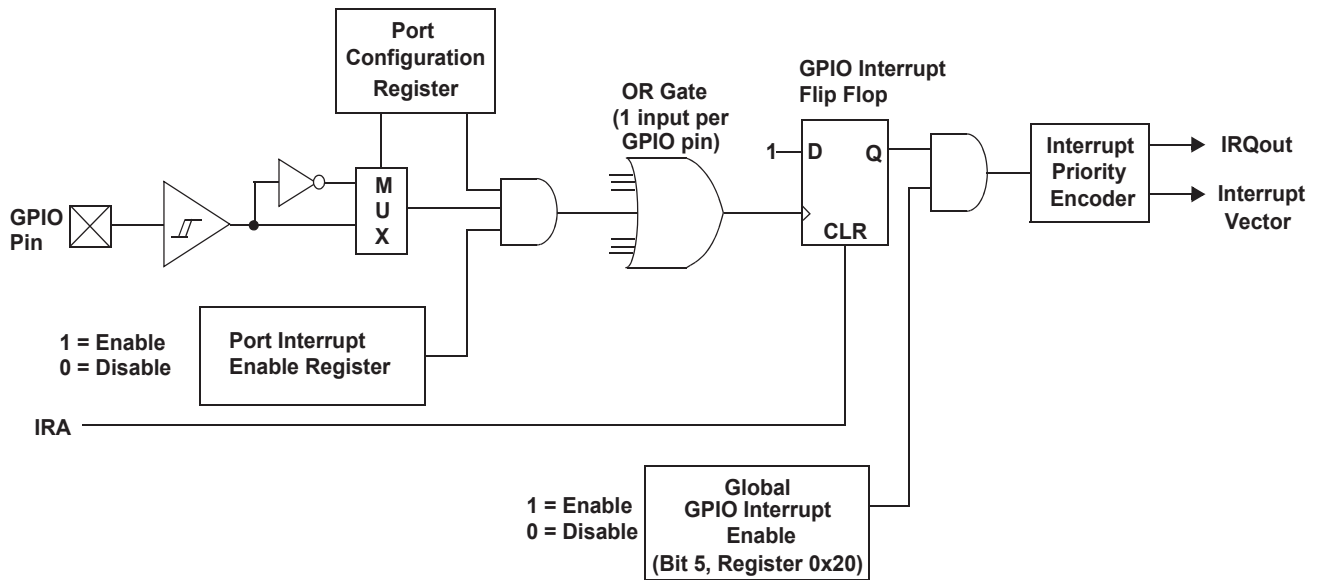 Port
Configuration
Register
OR Gate
(1 input per
GPIO pin)
GPIO Interrupt
Flip Flop
1
D
Q
CLR
M
U
X
GPIO
Pin
Interrupt
Priority
Encoder
IRQout
Interrupt
Vector
1 = Enable
0 = Disable
Port Interrupt
Enable Register
IRA
1 = Enable
0 = Disable
Global
GPIO Interrupt
Enable
(Bit 5, Register 0x20)